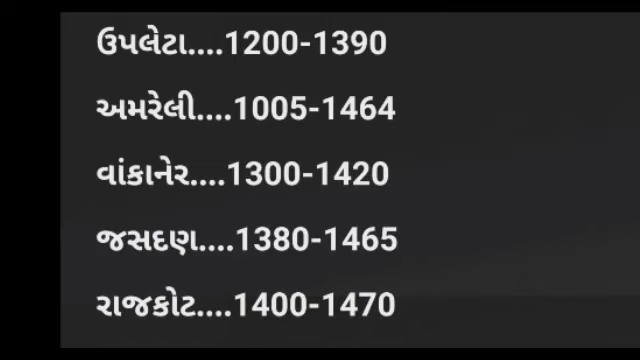 ઉપલેટા....1200-1390
અમરેલી....1005-1464
વાંકાનેર....1300-1420
જસદણ....1380-1465
રાજકોટ....1400-1470